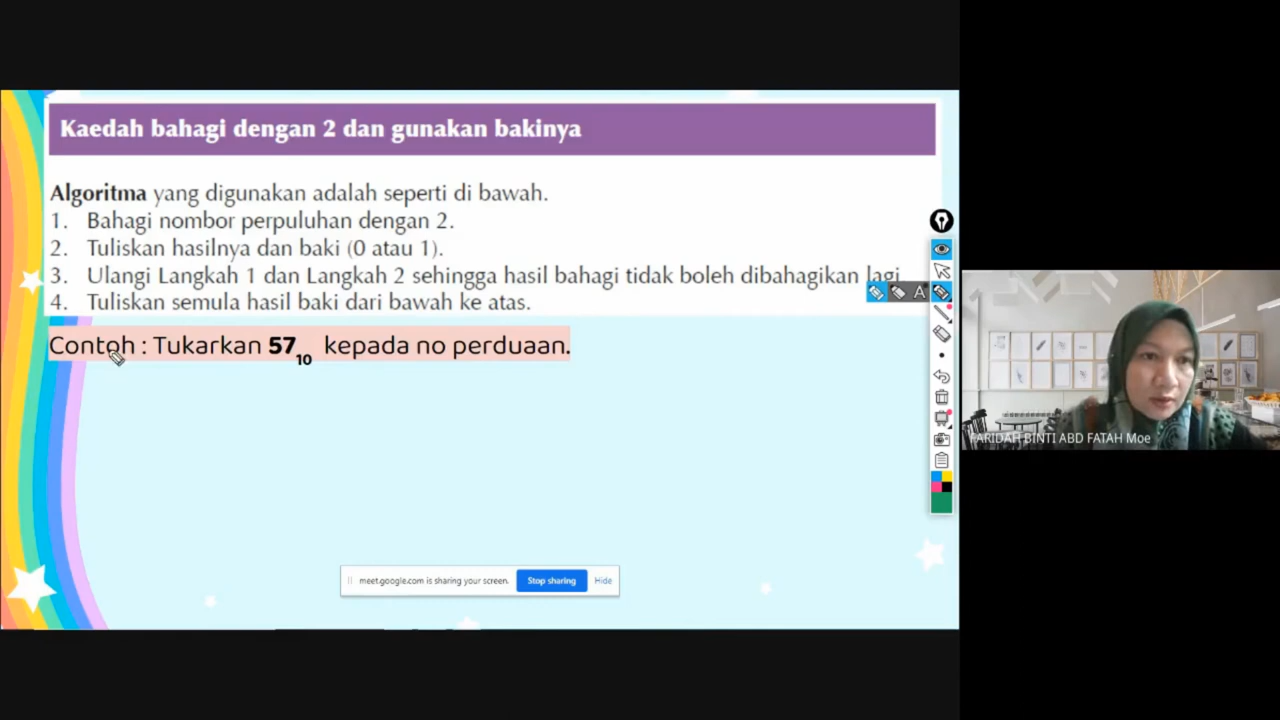 Kaedah bahagi dengan 2 dan gunakan bakinya
Algoritma yang digunakan adalah seperti di bawah.
1. Bahagi nombor perpuluhan dengan 2.
2. Tuliskan hasilnya dan baki (0 atau 1).
3. Ulangi Langkah 1 dan Langkah 2 sehingga hasil bahagi tidak boleh dibahagikan lagi
4. Tuliskan semula hasil baki dari bawah ke atas.
A
Contoh : Tukarkan 57₁₀ kepada no perduaan.
FARIDAH BINTI ABD FATAH Moe
meet.google.com is sharing your screen. Stop sharing Hide